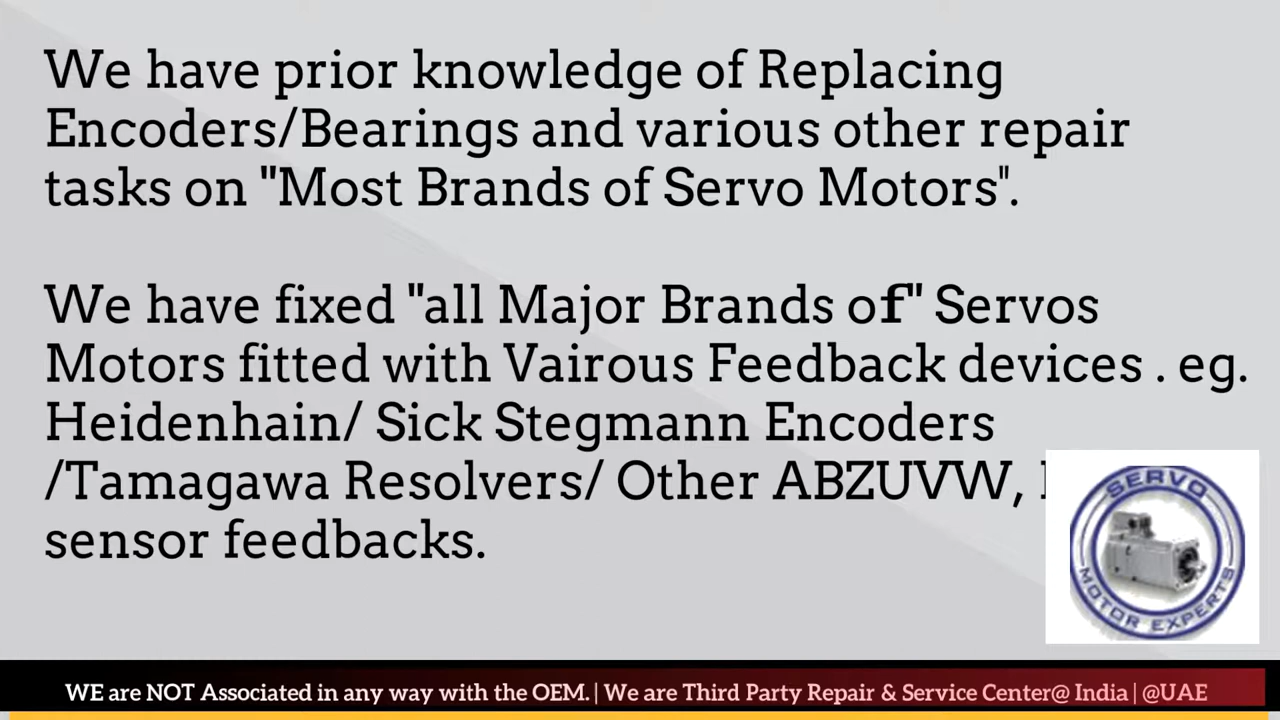 We have prior knowledge of Replacing
Encoders/Bearings and various other repair
tasks on "Most Brands of Servo Motors".
We have fixed "all Major Brands of" Servos
Motors fitted with Vairous Feedback devices . eg.
Heidenhain/ Sick Stegmann Encoders
/Tamagawa Resolvers/ Other ABZUVW,
sensor feedbacks.
SERVO
MOTOR EXPERTS
WE are NOT Associated in any way with the OEM. | We are Third Party Repair & Service Center@ India | @UAE